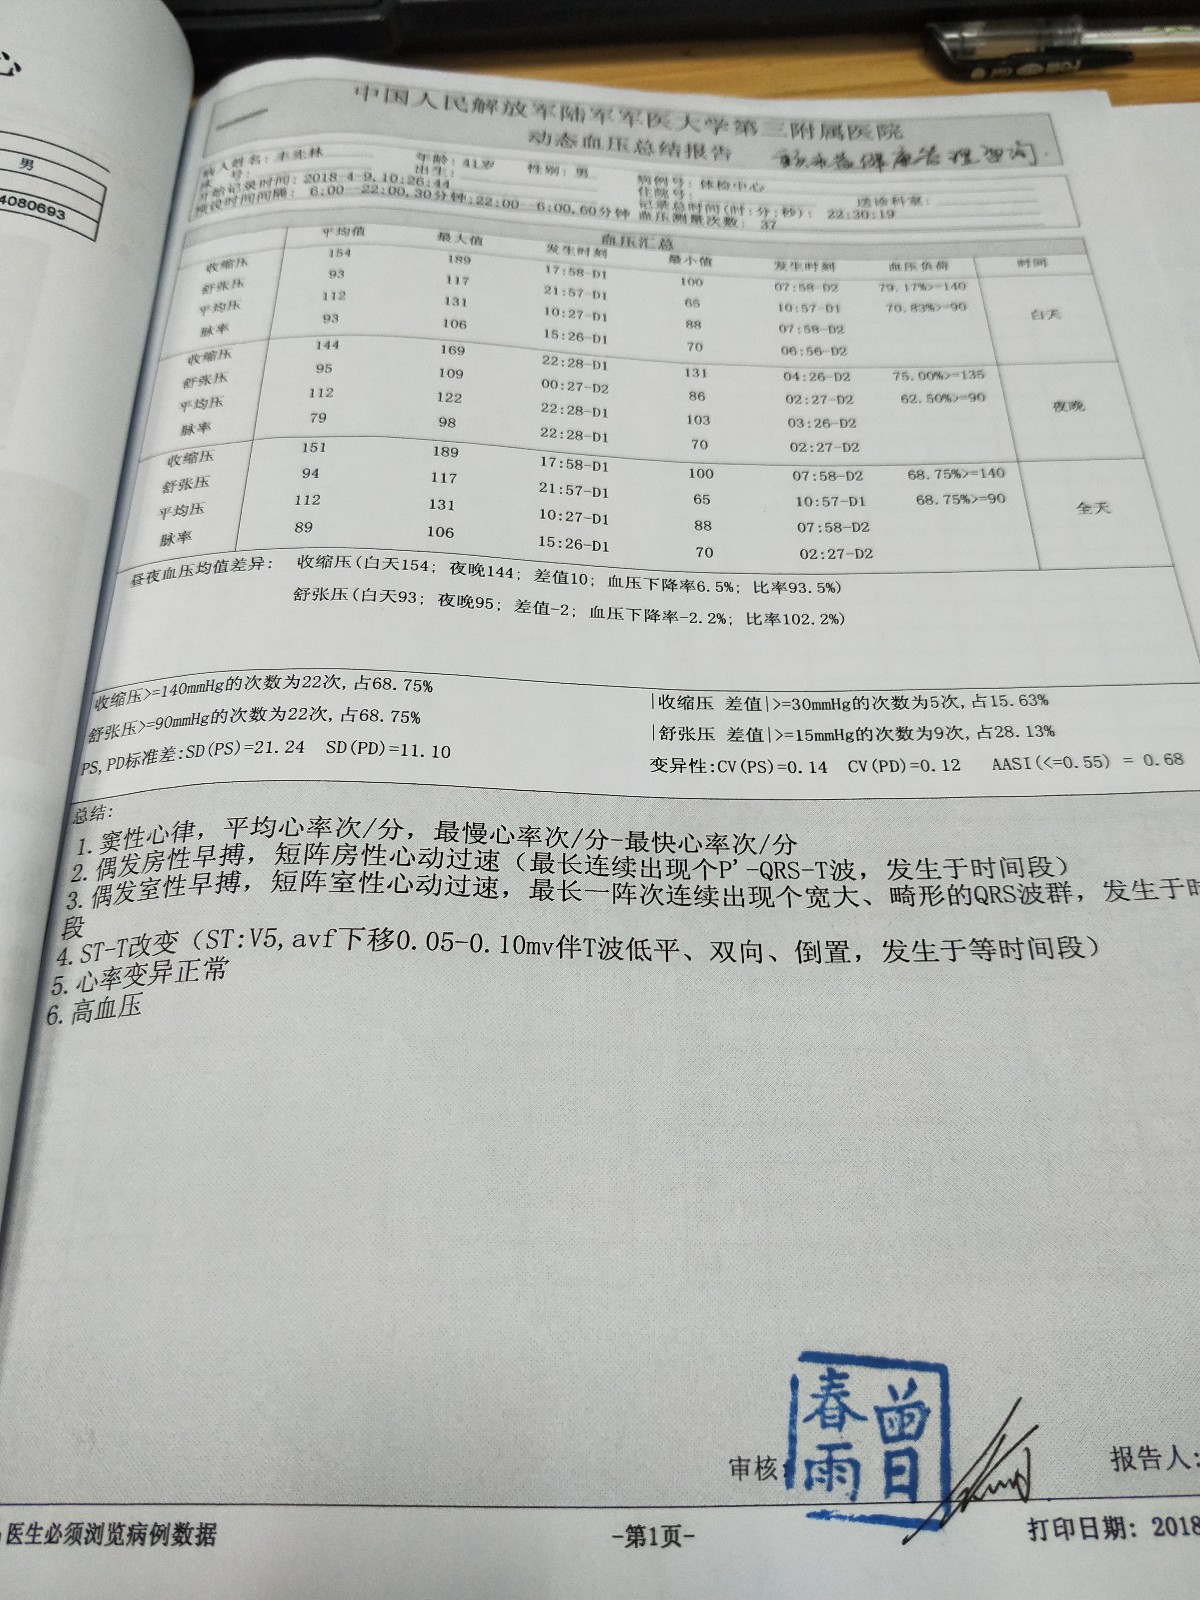 心
男
4080693
中国人民解放军陆军军医大学第三附属医院
动态血压总结报告
病人姓名: 年龄: 41岁 性别: 男 病例号: 体检中心
床 号: 出生: 住院号: 送诊科室:
开始记录时间: 2018-4-9, 10:26:44 记录总时间(时:分:秒): 22:30:19
预设时间间隔: 6:00--22:00,30分钟;22:00--6:00,60分钟 血压测量次数: 37
血压汇总
平均值 最大值 发生时刻 最小值 发生时刻 血压负荷 时间
收缩压 154 189 17:58-D1 100 07:58-D2 79.17%>=140
舒张压 93 117 21:57-D1 65 10:57-D1 70.83%>=90 白天
平均压 112 131 10:27-D1 88 07:58-D2
脉率 93 106 15:26-D1 70 06:56-D2
收缩压 144 169 22:28-D1 131 04:26-D2 75.00%>=135
舒张压 95 109 00:27-D2 86 02:27-D2 62.50%>=90 夜晚
平均压 112 122 22:28-D1 103 03:26-D2
脉率 79 98 22:28-D1 70 02:27-D2
收缩压 151 189 17:58-D1 100 07:58-D2 68.75%>=140
舒张压 94 117 21:57-D1 65 10:57-D1 68.75%>=90 全天
平均压 112 131 10:27-D1 88 07:58-D2
脉率 89 106 15:26-D1 70 02:27-D2
昼夜血压均值差异: 收缩压(白天154; 夜晚144; 差值10; 血压下降率6.5%; 比率93.5%)
舒张压(白天93; 夜晚95; 差值-2; 血压下降率-2.2%; 比率102.2%)
收缩压>=140mmHg的次数为22次,占68.75% |收缩压 差值|>=30mmHg的次数为5次,占15.63%
舒张压>=90mmHg的次数为22次,占68.75% |舒张压 差值|>=15mmHg的次数为9次,占28.13%
PS,PD标准差:SD(PS)=21.24 SD(PD)=11.10 变异性:CV(PS)=0.14 CV(PD)=0.12 AASI(<=0.55) = 0.68
总结:
1.窦性心律，平均心率次/分，最慢心率次/分-最快心率次/分
2.偶发房性早搏，短阵房性心动过速（最长连续出现个P'-QRS-T波，发生于时间段）
3.偶发室性早搏，短阵室性心动过速，最长一阵次连续出现个宽大、畸形的QRS波群，发生于时
段
4.ST-T改变（ST:V5,avf下移0.05-0.10mv伴T波低平、双向、倒置，发生于等时间段）
5.心率变异正常
6.高血压
审核: 曾春雨 报告人:
医生必须浏览病例数据 -第1页- 打印日期: 2018